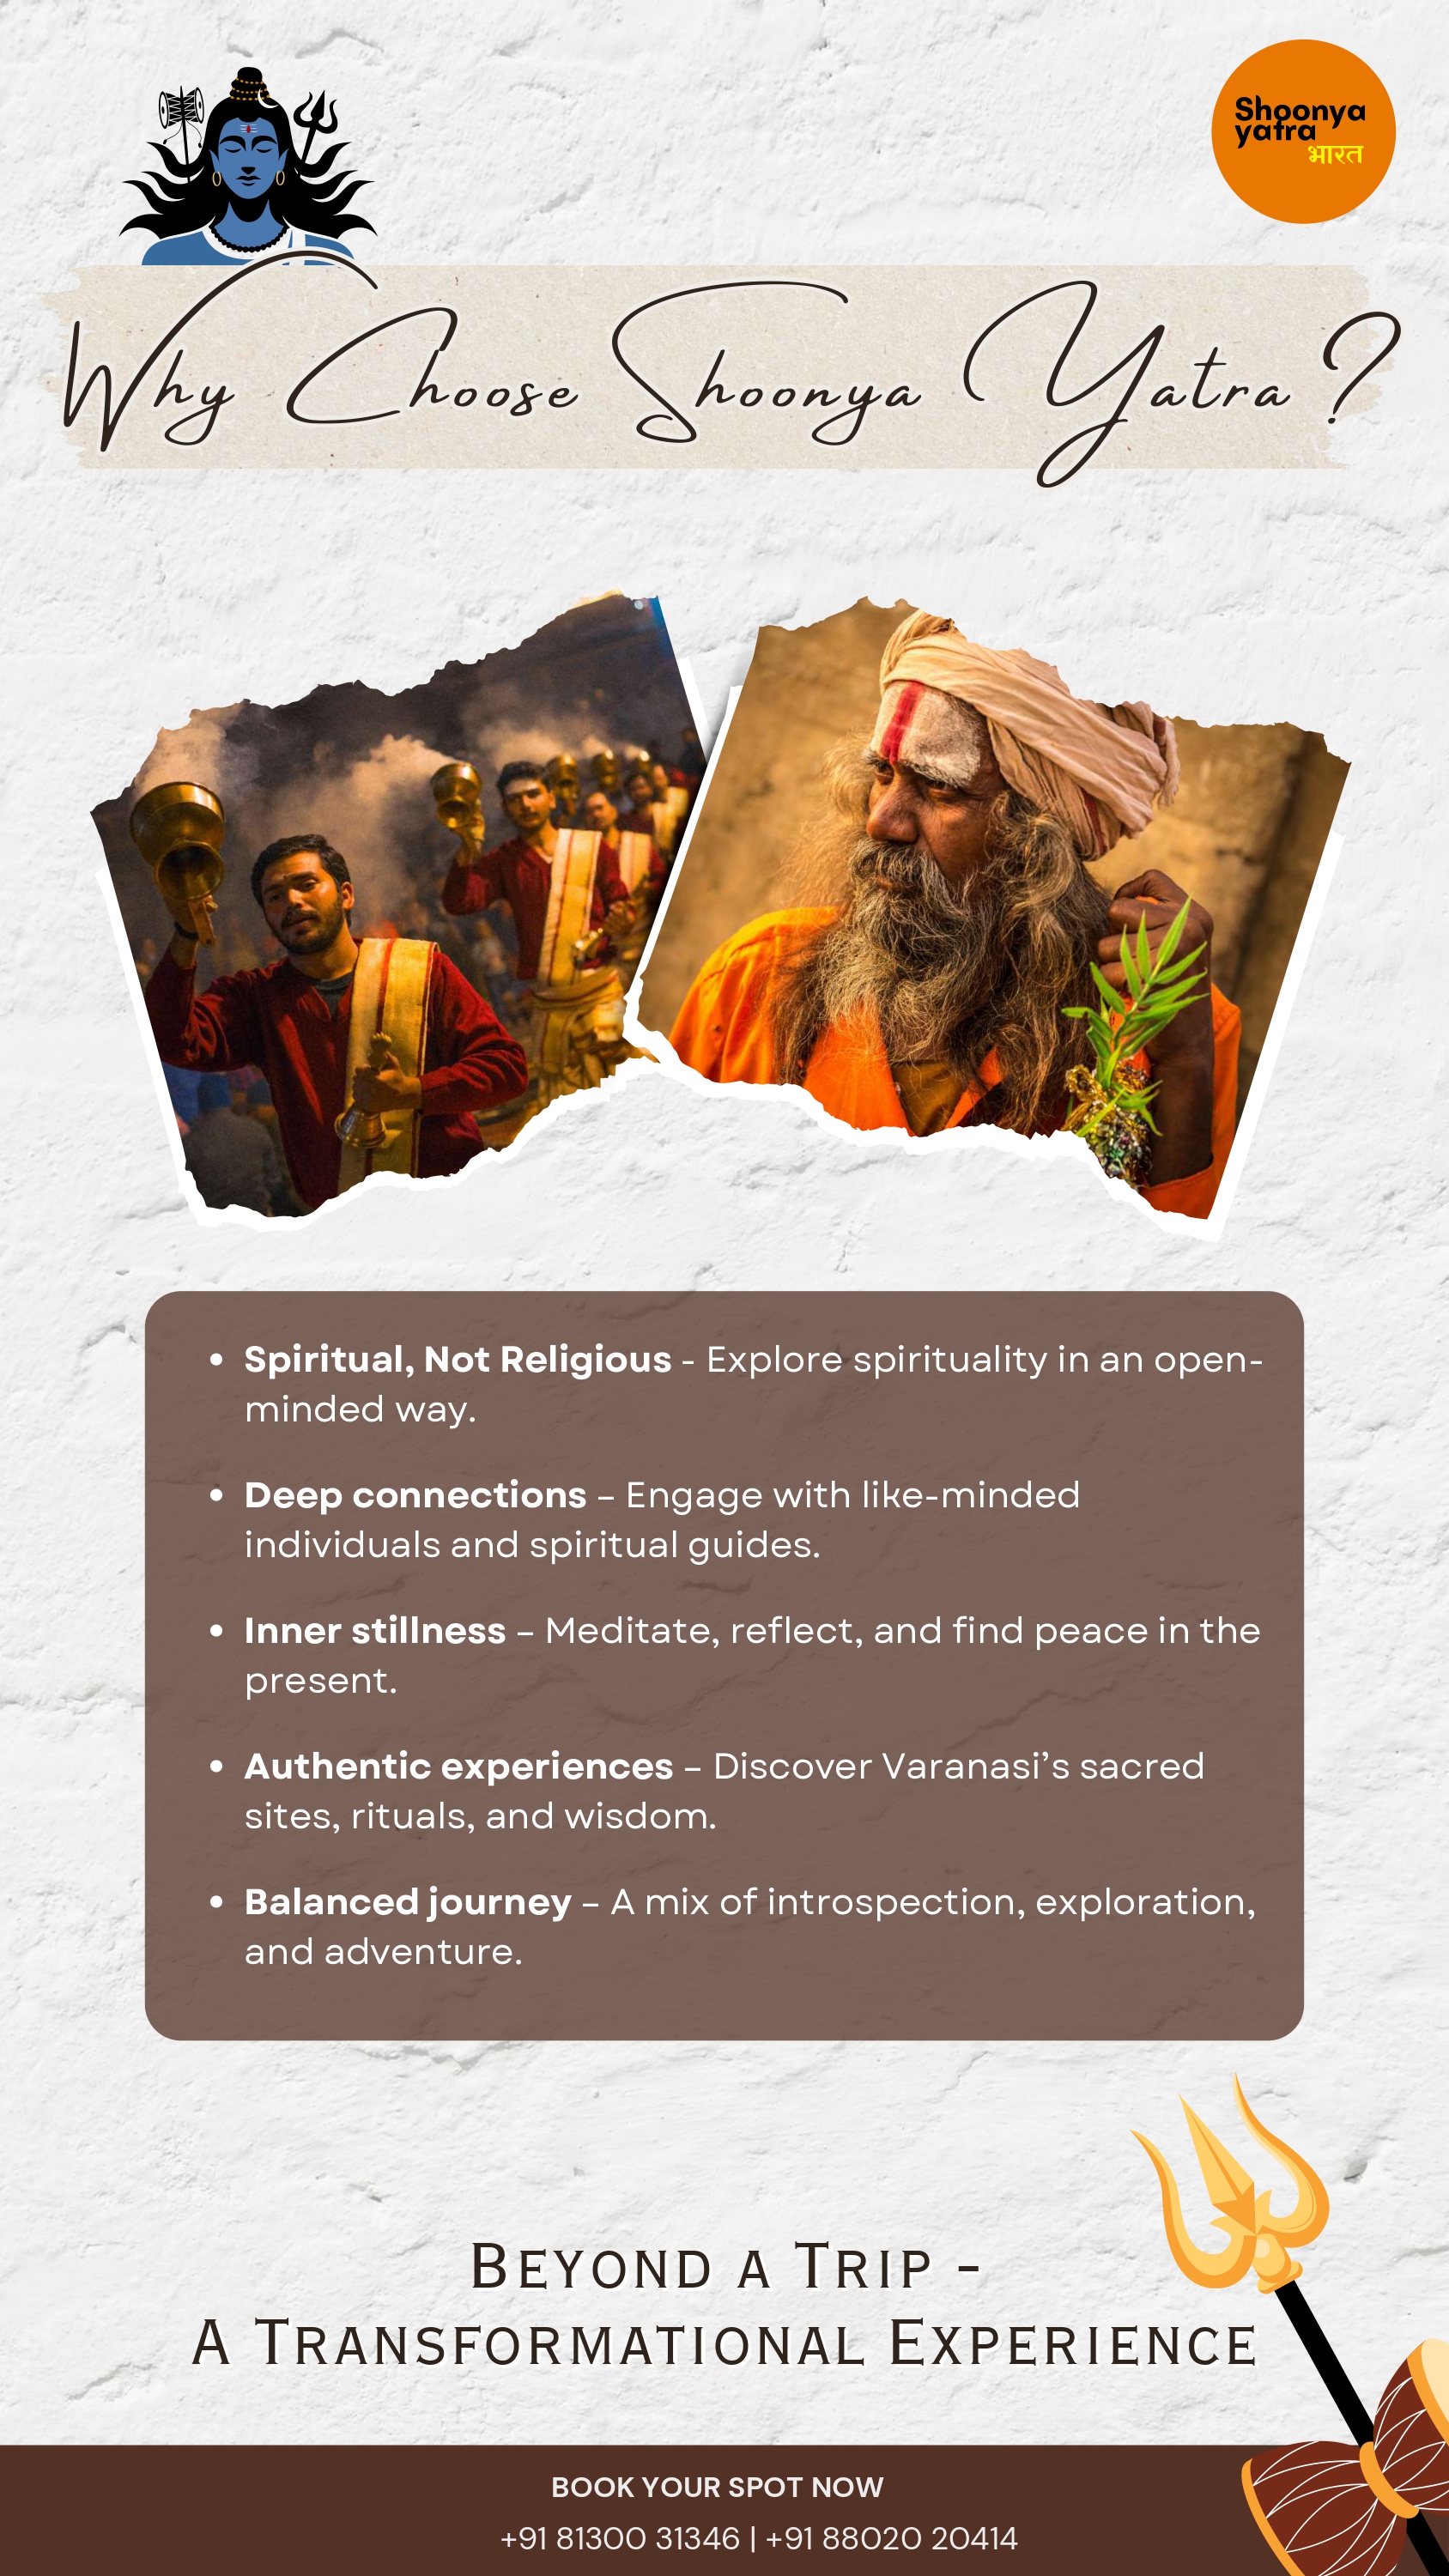 Shoonya
yatra
भारत
Why Choose Shoonya Yatra ?
• Spiritual, Not Religious - Explore spirituality in an open-
minded way.
• Deep connections – Engage with like-minded
individuals and spiritual guides.
• Inner stillness – Meditate, reflect, and find peace in the
present.
• Authentic experiences – Discover Varanasi’s sacred
sites, rituals, and wisdom.
• Balanced journey – A mix of introspection, exploration,
and adventure.
Beyond a Trip -
A Transformational Experience
BOOK YOUR SPOT NOW
+91 81300 31346 | +91 88020 20414